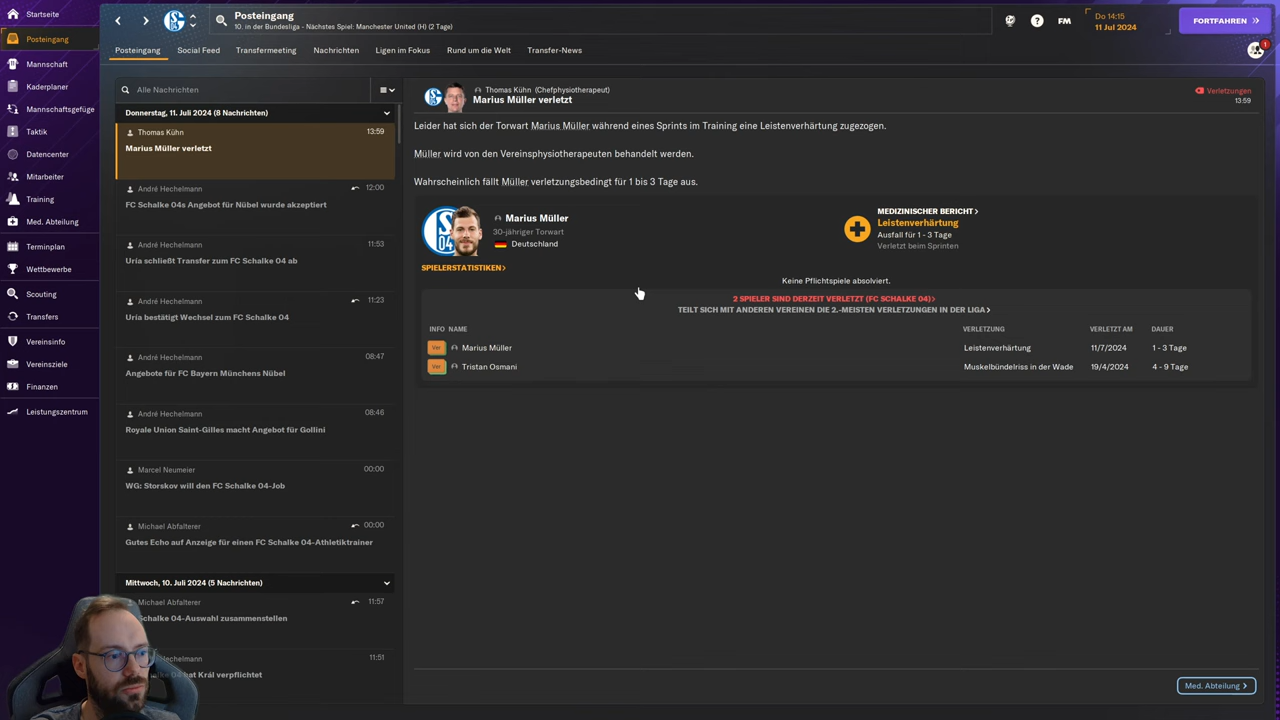 Startseite
Posteingang
Mannschaft
Kaderplaner
Mannschaftsgefüge
Taktik
Datencenter
Mitarbeiter
Training
Med. Abteilung
Terminplan
Wettbewerbe
Scouting
Transfers
Vereinsinfo
Vereinsziele
Finanzen
Leistungszentrum
Posteingang
10. in der Bundesliga - Nächstes Spiel: Manchester United (H) (2 Tage)
FM
Do 14:15
11 Jul 2024
FORTFAHREN
1
Posteingang
Social Feed
Transfermeeting
Nachrichten
Ligen im Fokus
Rund um die Welt
Transfer-News
Alle Nachrichten
Donnerstag, 11. Juli 2024 (8 Nachrichten)
Thomas Kühn 13:59
Marius Müller verletzt
André Hechelmann 12:00
FC Schalke 04s Angebot für Nübel wurde akzeptiert
André Hechelmann 11:53
Uría schließt Transfer zum FC Schalke 04 ab
André Hechelmann 11:23
Uría bestätigt Wechsel zum FC Schalke 04
André Hechelmann 08:47
Angebote für FC Bayern Münchens Nübel
André Hechelmann 08:46
Royale Union Saint-Gilles macht Angebot für Gollini
Marcel Neumeier 00:00
WG: Storskov will den FC Schalke 04-Job
Michael Abfalterer 00:00
Gutes Echo auf Anzeige für einen FC Schalke 04-Athletiktrainer
Mittwoch, 10. Juli 2024 (5 Nachrichten)
Michael Abfalterer 11:57
Schalke 04-Auswahl zusammenstellen
Hechelmann 11:51
hat Král verpflichtet
Thomas Kühn (Chefphysiotherapeut)
Marius Müller verletzt
Verletzungen
13:59
Leider hat sich der Torwart Marius Müller während eines Sprints im Training eine Leistenverhärtung zugezogen.
Müller wird von den Vereinsphysiotherapeuten behandelt werden.
Wahrscheinlich fällt Müller verletzungsbedingt für 1 bis 3 Tage aus.
Marius Müller
30-jähriger Torwart
Deutschland
SPIELERSTATISTIKEN>
MEDIZINISCHER BERICHT >
Leistenverhärtung
Ausfall für 1 - 3 Tage
Verletzt beim Sprinten
Keine Pflichtspiele absolviert.
2 SPIELER SIND DERZEIT VERLETZT (FC SCHALKE 04)>
TEILT SICH MIT ANDEREN VEREINEN DIE 2.-MEISTEN VERLETZUNGEN IN DER LIGA >
INFO NAME VERLETZUNG VERLETZT AM DAUER
Ver Marius Müller Leistenverhärtung 11/7/2024 1 - 3 Tage
Ver Tristan Osmani Muskelbündelriss in der Wade 19/4/2024 4 - 9 Tage
Med. Abteilung >